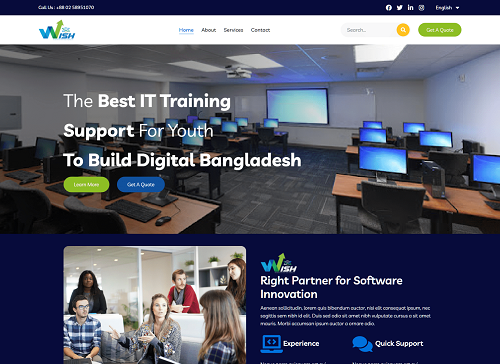 Call Us : +88 02 58951070
English
WISH
Home About Services Contact
Search...
Get A Quote
The Best IT Training
Support For Youth
To Build Digital Bangladesh
Learn More
Get A Quote
WISH
Right Partner for Software
Innovation
Aenean sollicitudin, lorem quis bibendum auctor, nisi elit consequat ipsum, nec
sagittis sem nibh id elit. Duis sed odio sit amet nibh vulputate cursus a sit amet
mauris. Morbi accumsan ipsum auctor a ornare odio.
Experience
Quick Support